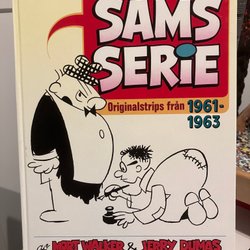 SAMS
SERIE
Originalstrips från 1961-
1963
av MORT WALKER & JERRY DUMAS